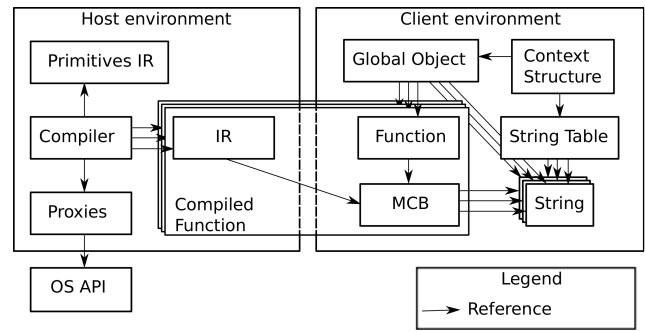 Host environment
Client environment
Primitives IR
Global Object
Context
Structure
Compiler
IR
Function
String Table
Proxies
Compiled
Function
MCB
String
OS API
Legend
Reference